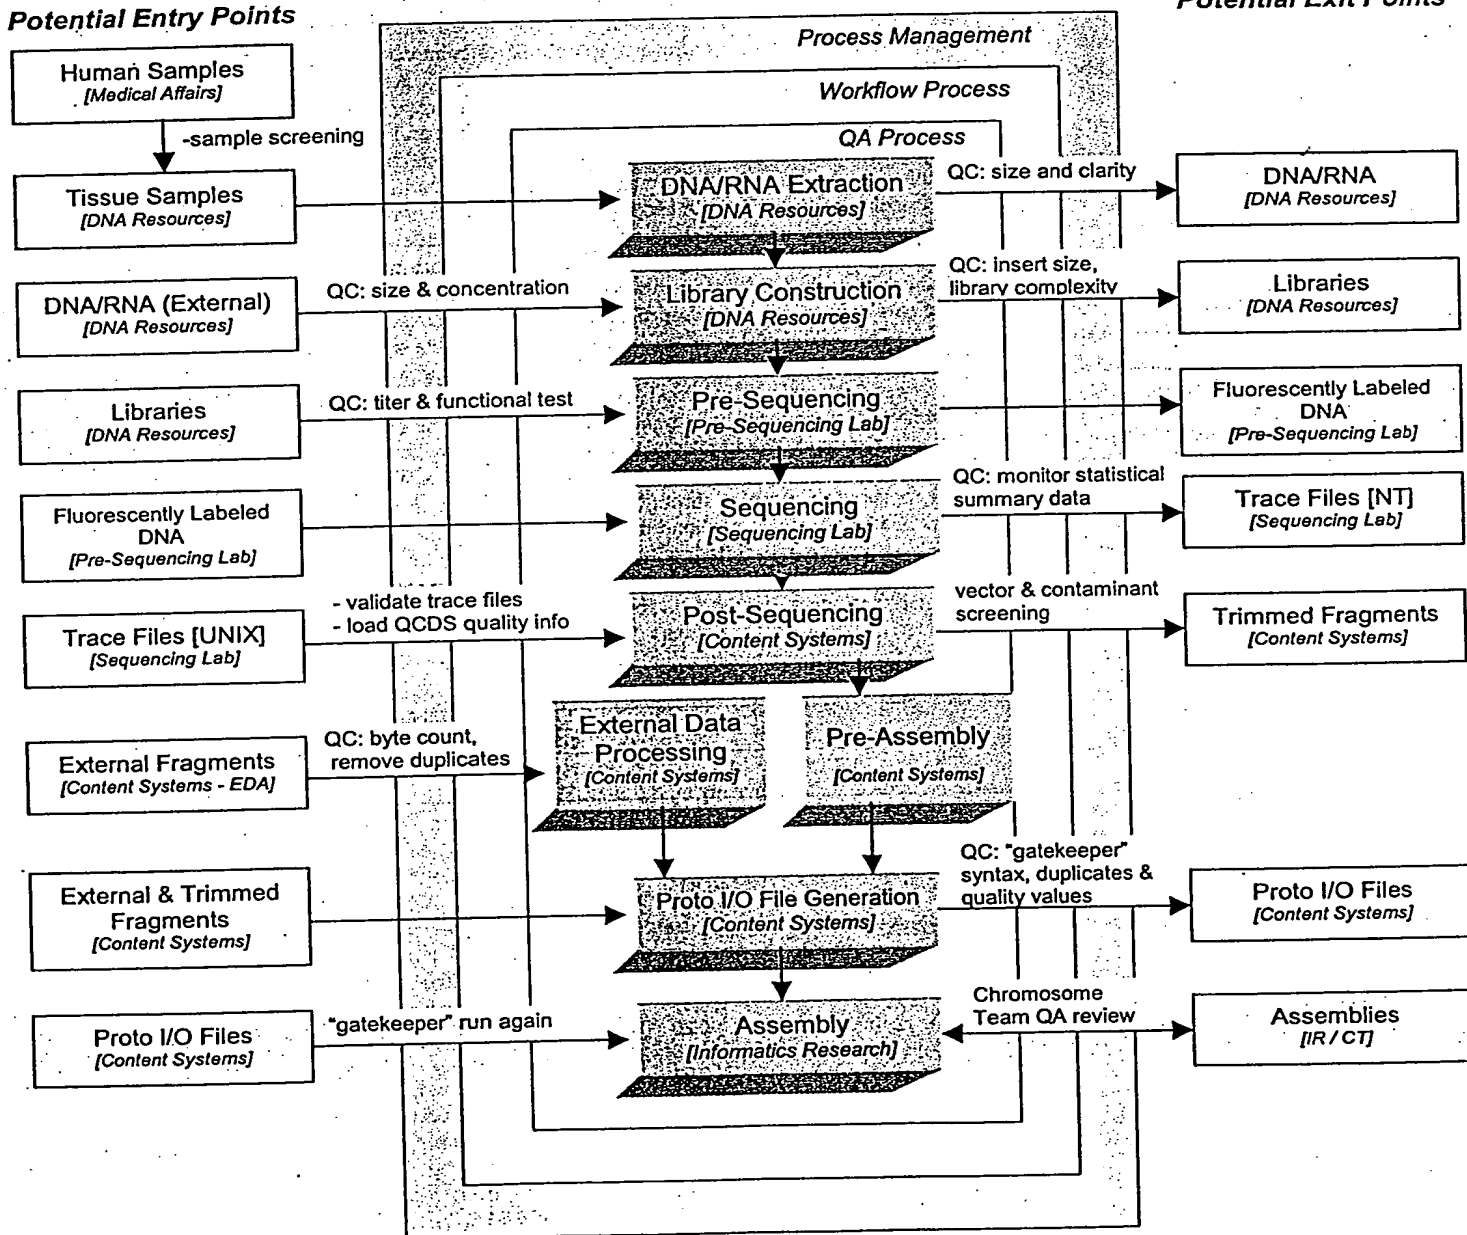 Potential Entry Points
Potential Exit Points
Process Management
Human Samples
[Medical Affairs]
Workflow Process
-sample screening
QA Process
Tissue Samples
[DNA Resources]
DNA/RNA Extraction
[DNA Resources]
QC: size and clarity
DNA/RNA
[DNA Resources]
DNA/RNA (External)
[DNA Resources]
QC: size & concentration
Library Construction
[DNA Resources]
QC: insert size,
library complexity
Libraries
[DNA Resources]
Libraries
[DNA Resources]
QC: titer & functional test
Pre-Sequencing
[Pre-Sequencing Lab]
Fluorescently Labeled
DNA
[Pre-Sequencing Lab]
Fluorescently Labeled
DNA
[Pre-Sequencing Lab]
Sequencing
[Sequencing Lab]
QC: monitor statistical
summary data
Trace Files [NT]
[Sequencing Lab]
Trace Files [UNIX]
[Sequencing Lab]
- validate trace files
- load QCDS quality info
Post-Sequencing
[Content Systems]
vector & contaminant
screening
Trimmed Fragments
[Content Systems]
External Fragments
[Content Systems - EDA]
QC: byte count,
remove duplicates
External Data
Processing
[Content Systems]
Pre-Assembly
[Content Systems]
External & Trimmed
Fragments
[Content Systems]
Proto I/O File Generation
[Content Systems]
QC: "gatekeeper"
syntax, duplicates &
quality values
Proto I/O Files
[Content Systems]
Proto I/O Files
[Content Systems]
"gatekeeper" run again
Assembly
[Informatics Research]
Chromosome
Team QA review
Assemblies
[IR / CT]